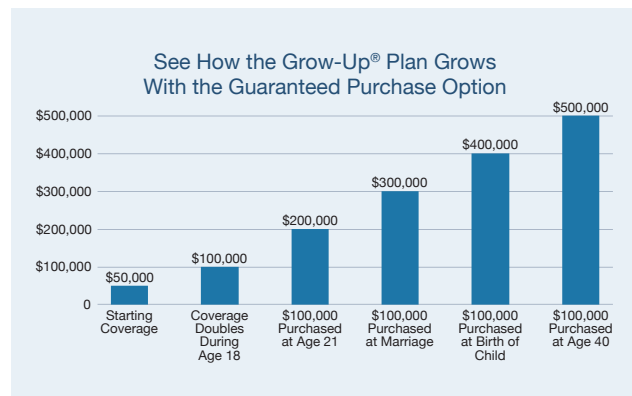 See How the Grow-Up® Plan Grows
With the Guaranteed Purchase Option
$500,000
$400,000
$300,000
$200,000
$100,000
0
$50,000
$100,000
$200,000
$300,000
$400,000
$500,000
Starting
Coverage
Coverage
Doubles
During
Age 18
$100,000
Purchased
at Age 21
$100,000
Purchased
at Marriage
$100,000
Purchased
at Birth of
Child
$100,000
Purchased
at Age 40